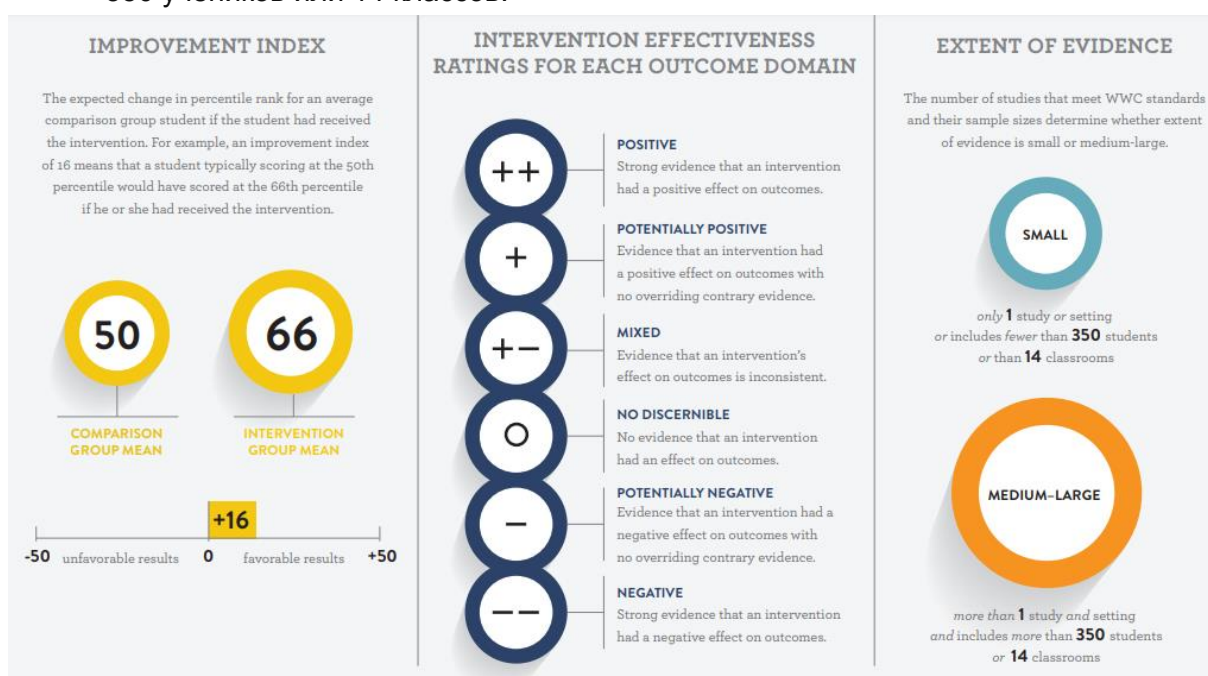 350 учеников или 14 классов.
IMPROVEMENT INDEX
The expected change in percentile rank for an average
comparison group student if the student had received
the intervention. For example, an improvement index
of 16 means that a student typically scoring at the 50th
percentile would have scored at the 66th percentile
if he or she had received the intervention.
50
66
COMPARISON
GROUP MEAN
INTERVENTION
GROUP MEAN
+16
-50 unfavorable results 0 favorable results +50
INTERVENTION EFFECTIVENESS
RATINGS FOR EACH OUTCOME DOMAIN
++
POSITIVE
Strong evidence that an intervention
had a positive effect on outcomes.
+
POTENTIALLY POSITIVE
Evidence that an intervention had
a positive effect on outcomes with
no overriding contrary evidence.
+−
MIXED
Evidence that an intervention's
effect on outcomes is inconsistent.
O
NO DISCERNIBLE
No evidence that an intervention
had an effect on outcomes.
−
POTENTIALLY NEGATIVE
Evidence that an intervention had a
negative effect on outcomes with
no overriding contrary evidence.
−−
NEGATIVE
Strong evidence that an intervention
had a negative effect on outcomes.
EXTENT OF EVIDENCE
The number of studies that meet WWC standards
and their sample sizes determine whether extent
of evidence is small or medium-large.
SMALL
only 1 study or setting
or includes fewer than 350 students
or than 14 classrooms
MEDIUM–LARGE
more than 1 study and setting
and includes more than 350 students
or 14 classrooms